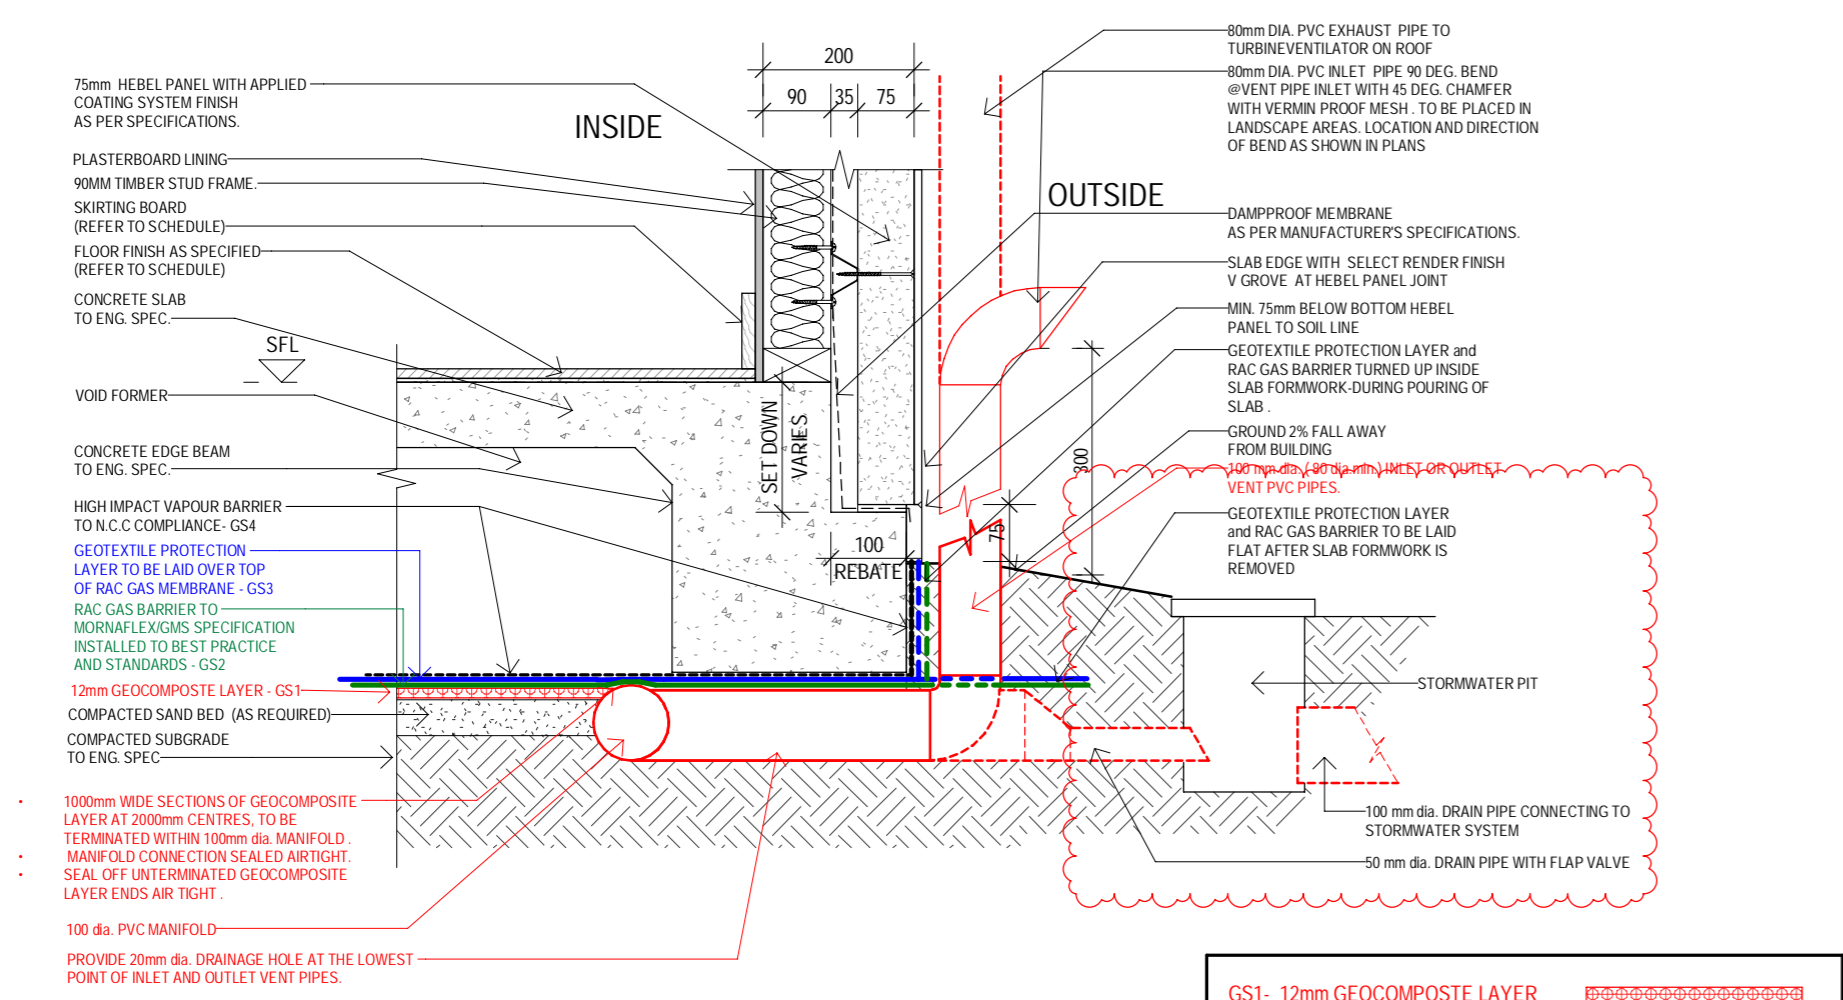 75mm  HEBEL PANEL WITH APPLIED
COATING SYSTEM FINISH
AS PER SPECIFICATIONS.
PLASTERBOARD LINING
90MM TIMBER STUD FRAME.
SKIRTING BOARD
(REFER TO SCHEDULE)
FLOOR FINISH AS SPECIFIED
(REFER TO SCHEDULE)
CONCRETE SLAB
TO ENG. SPEC.
SFL
VOID FORMER
CONCRETE EDGE BEAM
TO ENG. SPEC.
HIGH IMPACT VAPOUR BARRIER
TO N.C.C COMPLIANCE- GS4
GEOTEXTILE PROTECTION
LAYER TO BE LAID OVER TOP
OF RAC GAS MEMBRANE - GS3
RAC GAS BARRIER TO
MORNAFLEX/GMS SPECIFICATION
INSTALLED TO BEST PRACTICE
AND STANDARDS - GS2
12mm GEOCOMPOSTE LAYER - GS1
COMPACTED SAND BED  (AS REQUIRED)
COMPACTED SUBGRADE
TO ENG. SPEC
• 1000mm WIDE SECTIONS OF GEOCOMPOSITE
LAYER AT 2000mm CENTRES, TO BE
TERMINATED WITHIN 100mm dia. MANIFOLD .
• MANIFOLD CONNECTION SEALED AIRTIGHT.
• SEAL OFF UNTERMINATED GEOCOMPOSITE
LAYER ENDS AIR TIGHT .
100 dia. PVC MANIFOLD
PROVIDE 20mm dia. DRAINAGE HOLE AT THE LOWEST
POINT OF INLET AND OUTLET VENT PIPES.
INSIDE
200
90 35 75
OUTSIDE
SET DOWN
VARIES
100
REBATE
75
300
80mm DIA. PVC EXHAUST  PIPE TO
TURBINEVENTILATOR ON ROOF
80mm DIA. PVC INLET  PIPE 90 DEG. BEND
@VENT PIPE INLET WITH 45 DEG. CHAMFER
WITH VERMIN PROOF MESH . TO BE PLACED IN
LANDSCAPE AREAS. LOCATION AND DIRECTION
OF BEND AS SHOWN IN PLANS
DAMPPROOF MEMBRANE
AS PER MANUFACTURER'S SPECIFICATIONS.
SLAB EDGE WITH  SELECT RENDER FINISH
V GROVE  AT HEBEL PANEL JOINT
MIN. 75mm BELOW BOTTOM HEBEL
PANEL TO SOIL LINE
GEOTEXTILE PROTECTION LAYER and
RAC GAS BARRIER TURNED UP INSIDE
SLAB FORMWORK-DURING POURING OF
SLAB .
GROUND 2% FALL AWAY
FROM BUILDING
100 mm dia. ( 80 dia min.) INLET OR OUTLET
VENT PVC PIPES.
GEOTEXTILE PROTECTION LAYER
and RAC GAS BARRIER TO BE LAID
FLAT AFTER SLAB FORMWORK IS
REMOVED
STORMWATER PIT
100 mm dia. DRAIN PIPE CONNECTING TO
STORMWATER SYSTEM
50 mm dia. DRAIN PIPE WITH FLAP VALVE
GS1-  12mm GEOCOMPOSTE LAYER